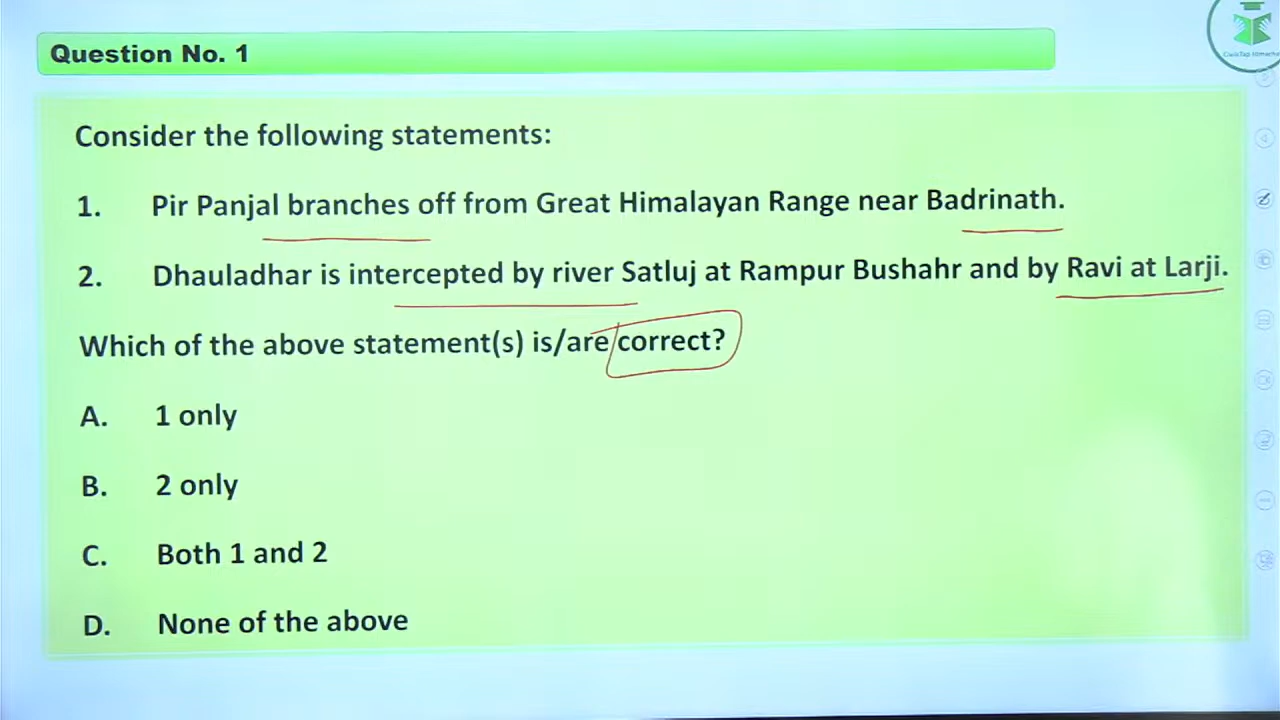 Question No. 1
Consider the following statements:
1. Pir Panjal branches off from Great Himalayan Range near Badrinath.
2. Dhauladhar is intercepted by river Satluj at Rampur Bushahr and by Ravi at Larji.
Which of the above statement(s) is/are correct?
A. 1 only
B. 2 only
C. Both 1 and 2
D. None of the above